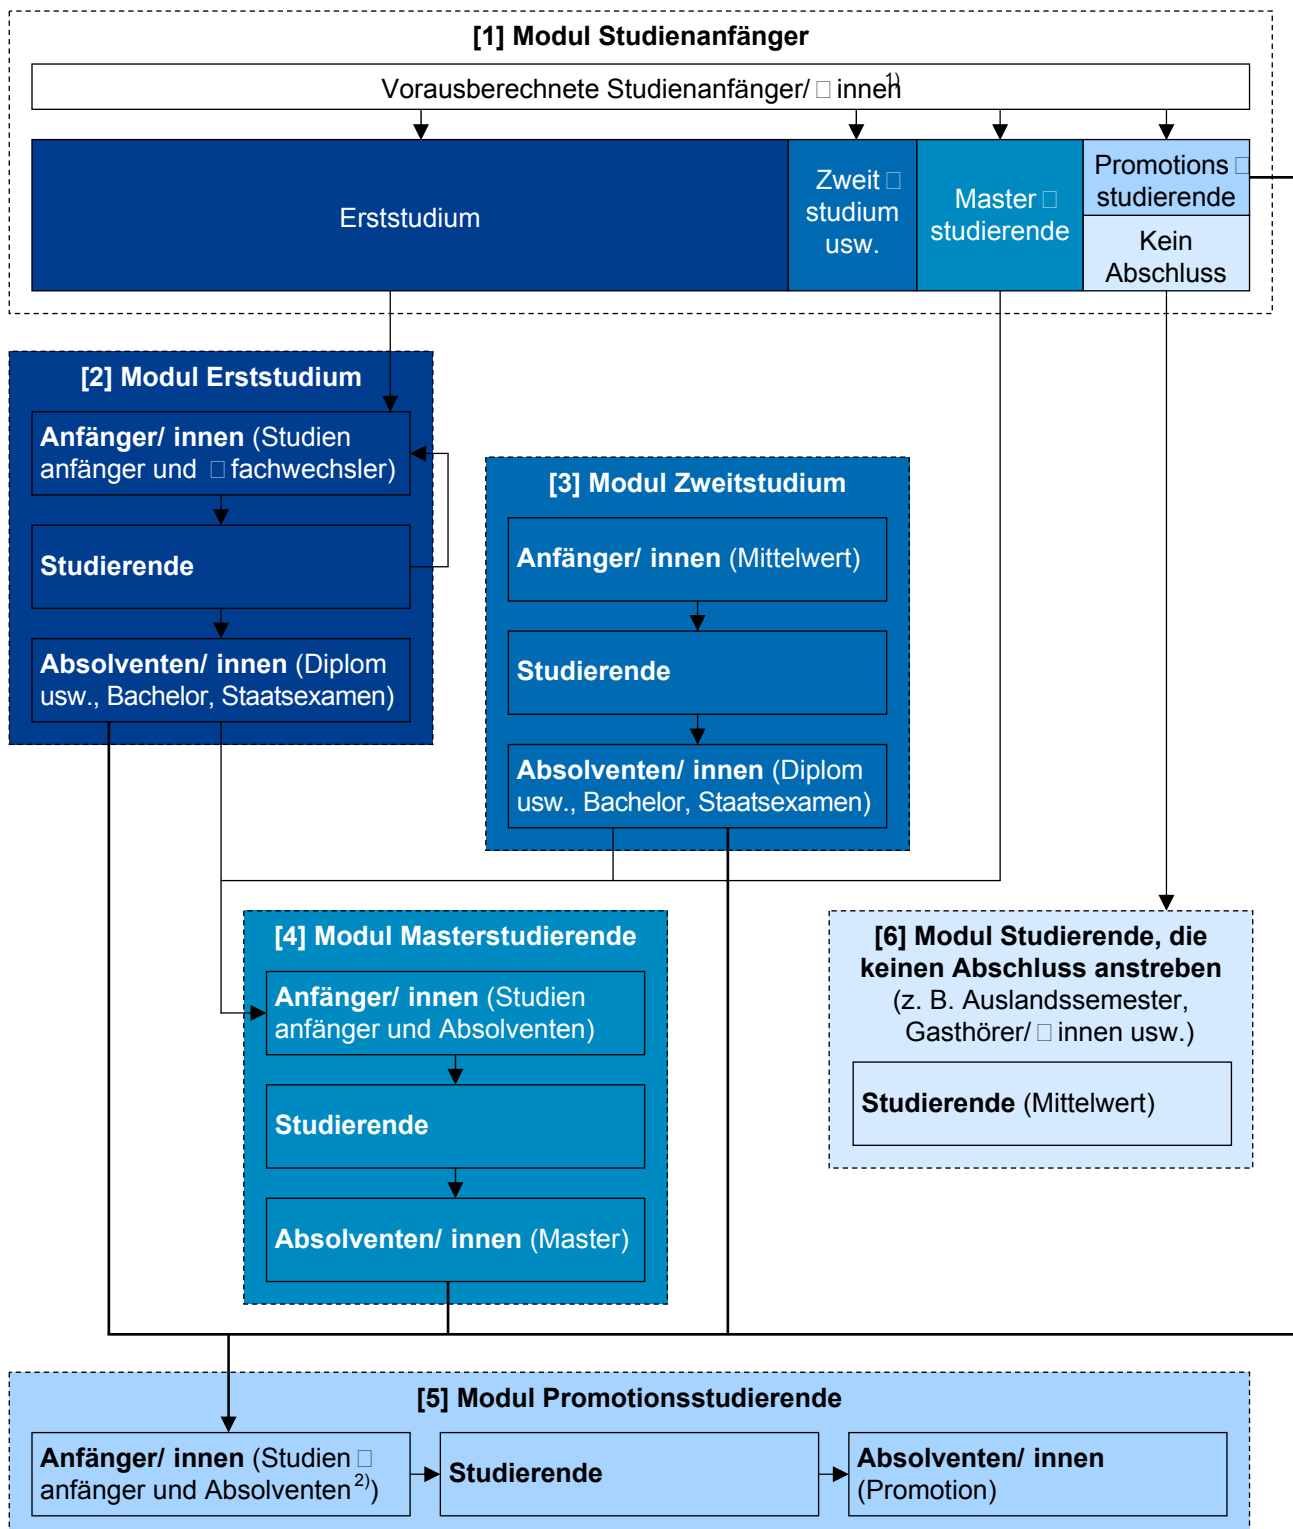 [1] Modul Studienanfänger
Vorausberechnete Studienanfänger/ □ innen1)
Erststudium
Zweit □
studium
usw.
Master □
studierende
Promotions □
studierende
Kein
Abschluss
[2] Modul Erststudium
Anfänger/ innen (Studien
anfänger und □ fachwechsler)
Studierende
Absolventen/ innen (Diplom
usw., Bachelor, Staatsexamen)
[3] Modul Zweitstudium
Anfänger/ innen (Mittelwert)
Studierende
Absolventen/ innen (Diplom
usw., Bachelor, Staatsexamen)
[4] Modul Masterstudierende
Anfänger/ innen (Studien
anfänger und Absolventen)
Studierende
Absolventen/ innen (Master)
[6] Modul Studierende, die
keinen Abschluss anstreben
(z. B. Auslandssemester,
Gasthörer/ □ innen usw.)
Studierende (Mittelwert)
[5] Modul Promotionsstudierende
Anfänger/ innen (Studien □
anfänger und Absolventen2))
Studierende
Absolventen/ innen
(Promotion)